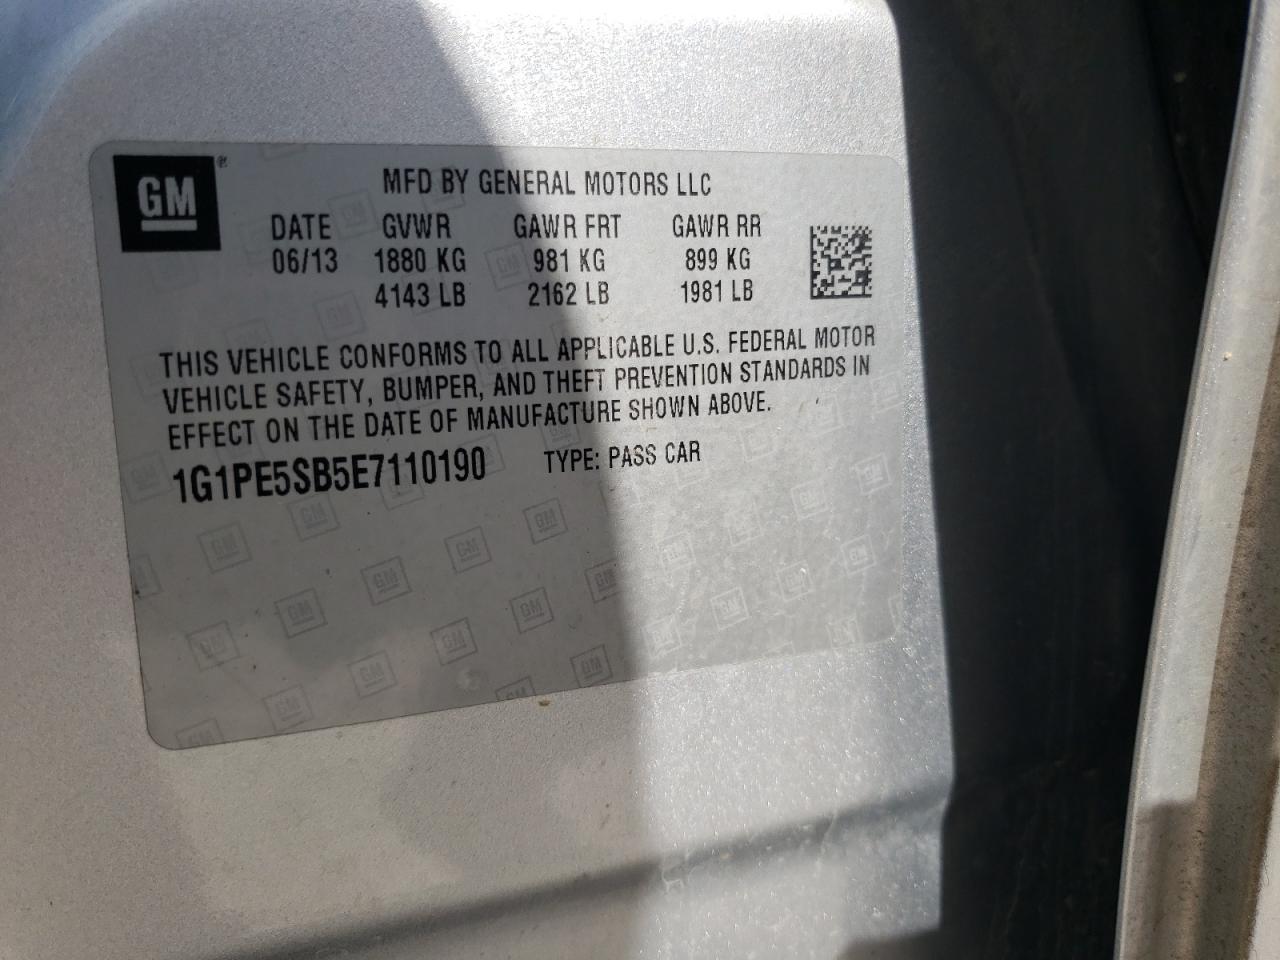 GM®
MFD BY GENERAL MOTORS LLC
DATE GVWR GAWR FRT GAWR RR
06/13 1880 KG 981 KG 899 KG
4143 LB 2162 LB 1981 LB
THIS VEHICLE CONFORMS TO ALL APPLICABLE U.S. FEDERAL MOTOR
VEHICLE SAFETY, BUMPER, AND THEFT PREVENTION STANDARDS IN
EFFECT ON THE DATE OF MANUFACTURE SHOWN ABOVE.
1G1PE5SB5E7110190 TYPE: PASS CAR